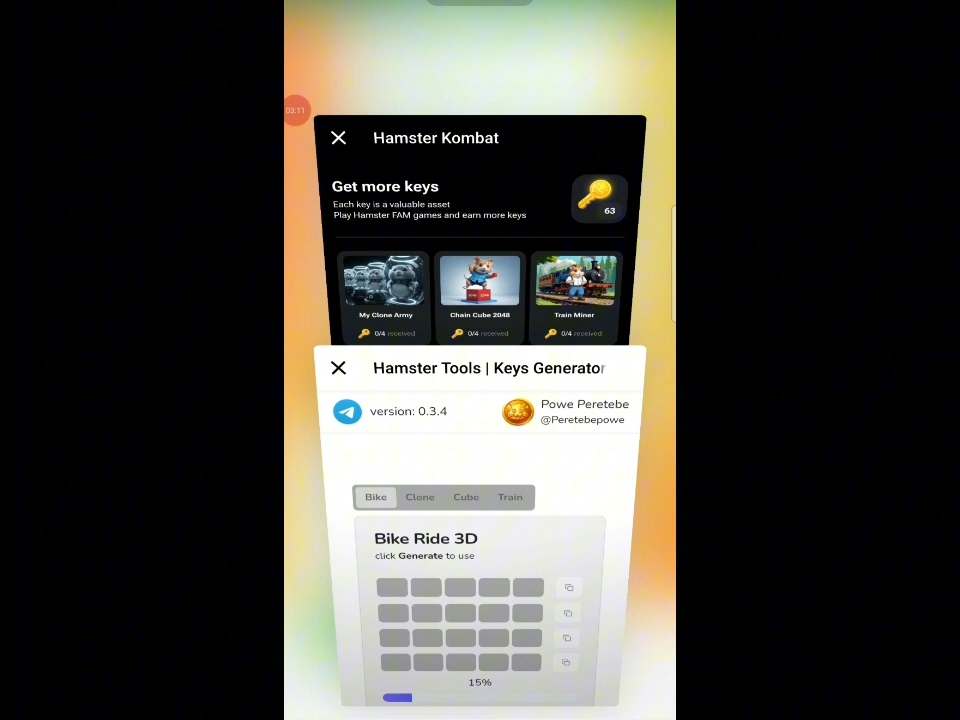 03:11
Hamster Kombat
Get more keys
Each key is a valuable asset
Play Hamster FAM games and earn more keys
63
My Clone Army
Chain Cube 2048
Train Miner
0/4 received
0/4 received
0/4 received
Hamster Tools | Keys Generator
version: 0.3.4
Powe Peretebe
@Peretebepowe
Bike
Clone
Cube
Train
Bike Ride 3D
click Generate to use
15%